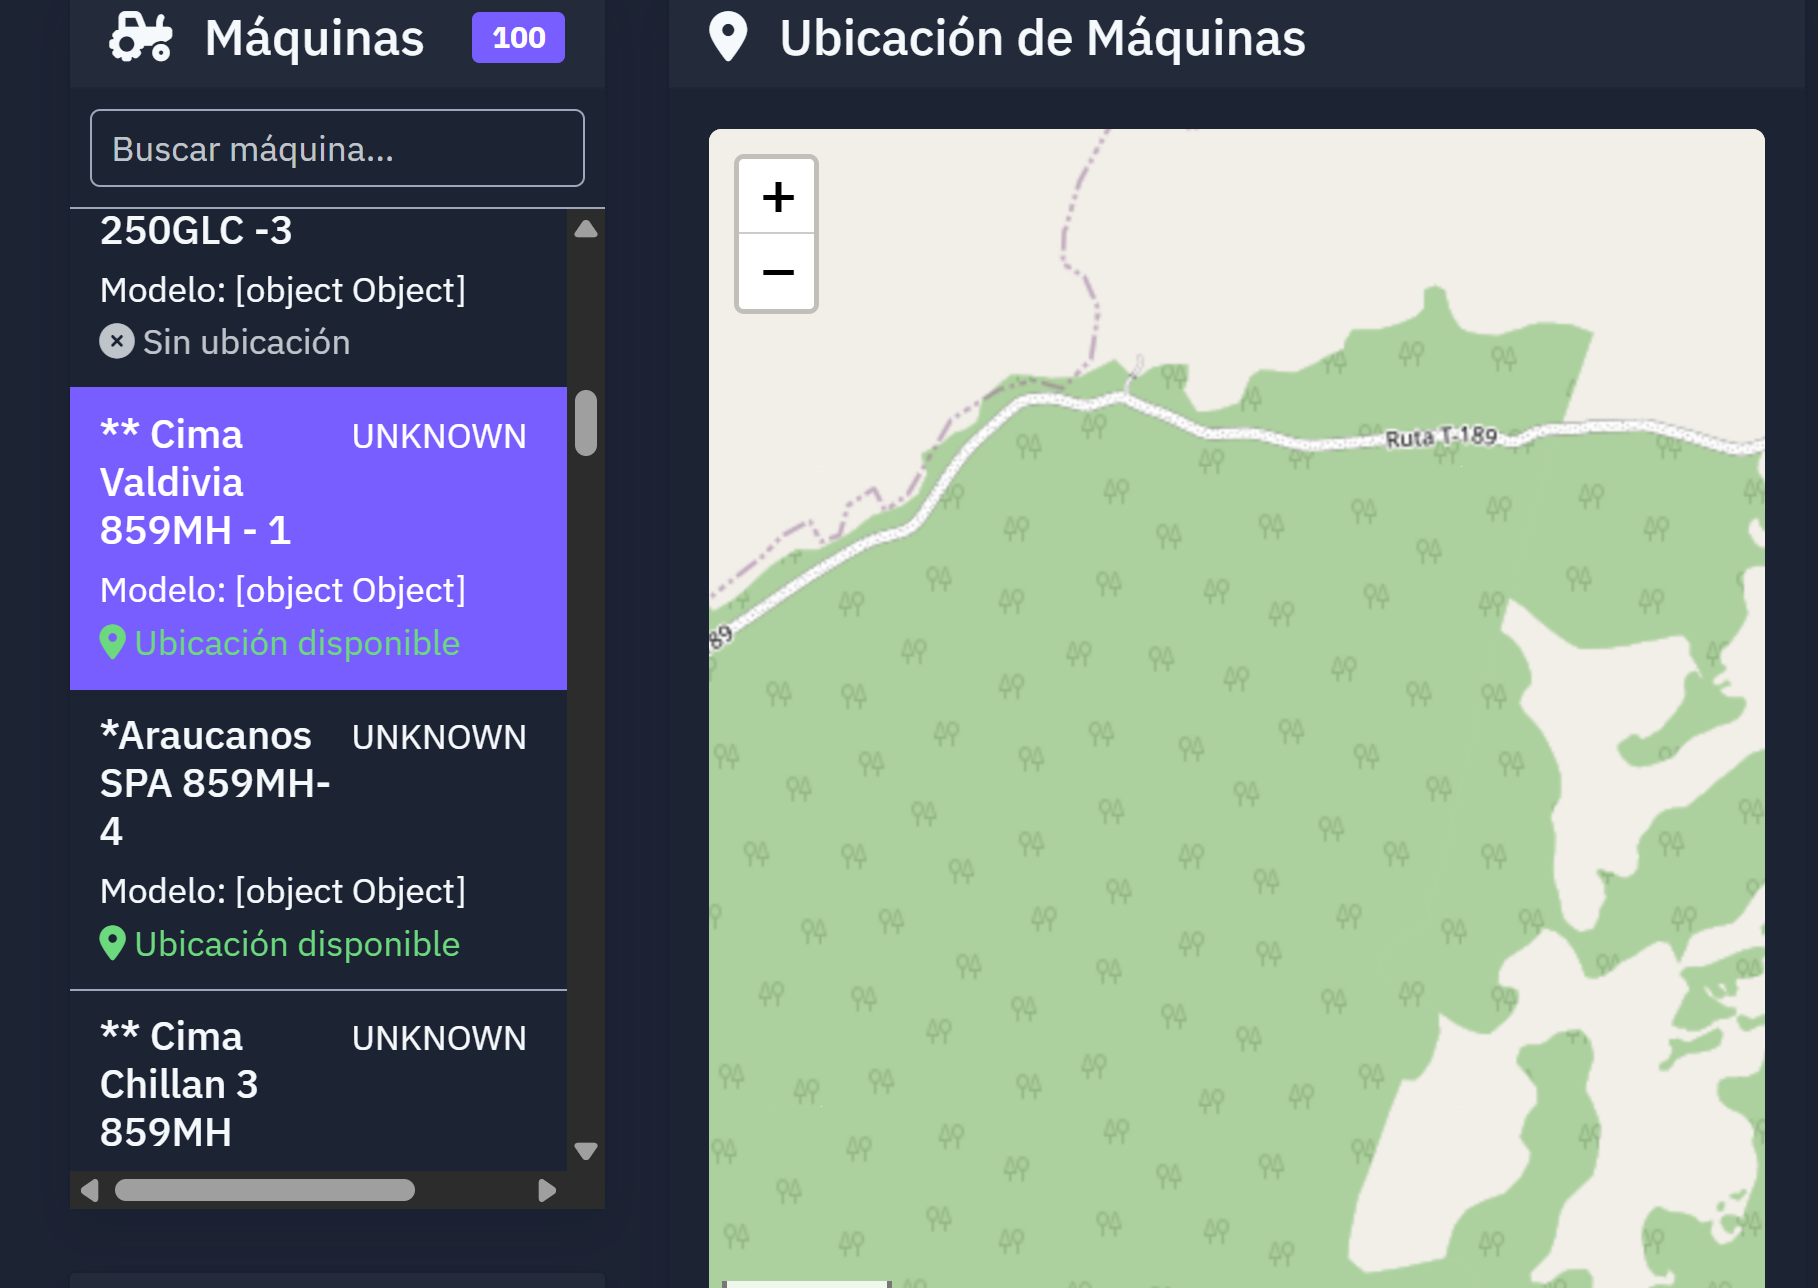 Máquinas
100
Buscar máquina...
250GLC -3
Modelo: [object Object]
Sin ubicación
** Cima
Valdivia
859MH - 1
UNKNOWN
Modelo: [object Object]
Ubicación disponible
*Araucanos
SPA 859MH-
4
UNKNOWN
Modelo: [object Object]
Ubicación disponible
** Cima
Chillan 3
859MH
UNKNOWN
Ubicación de Máquinas
+
−
Ruta T-189
89